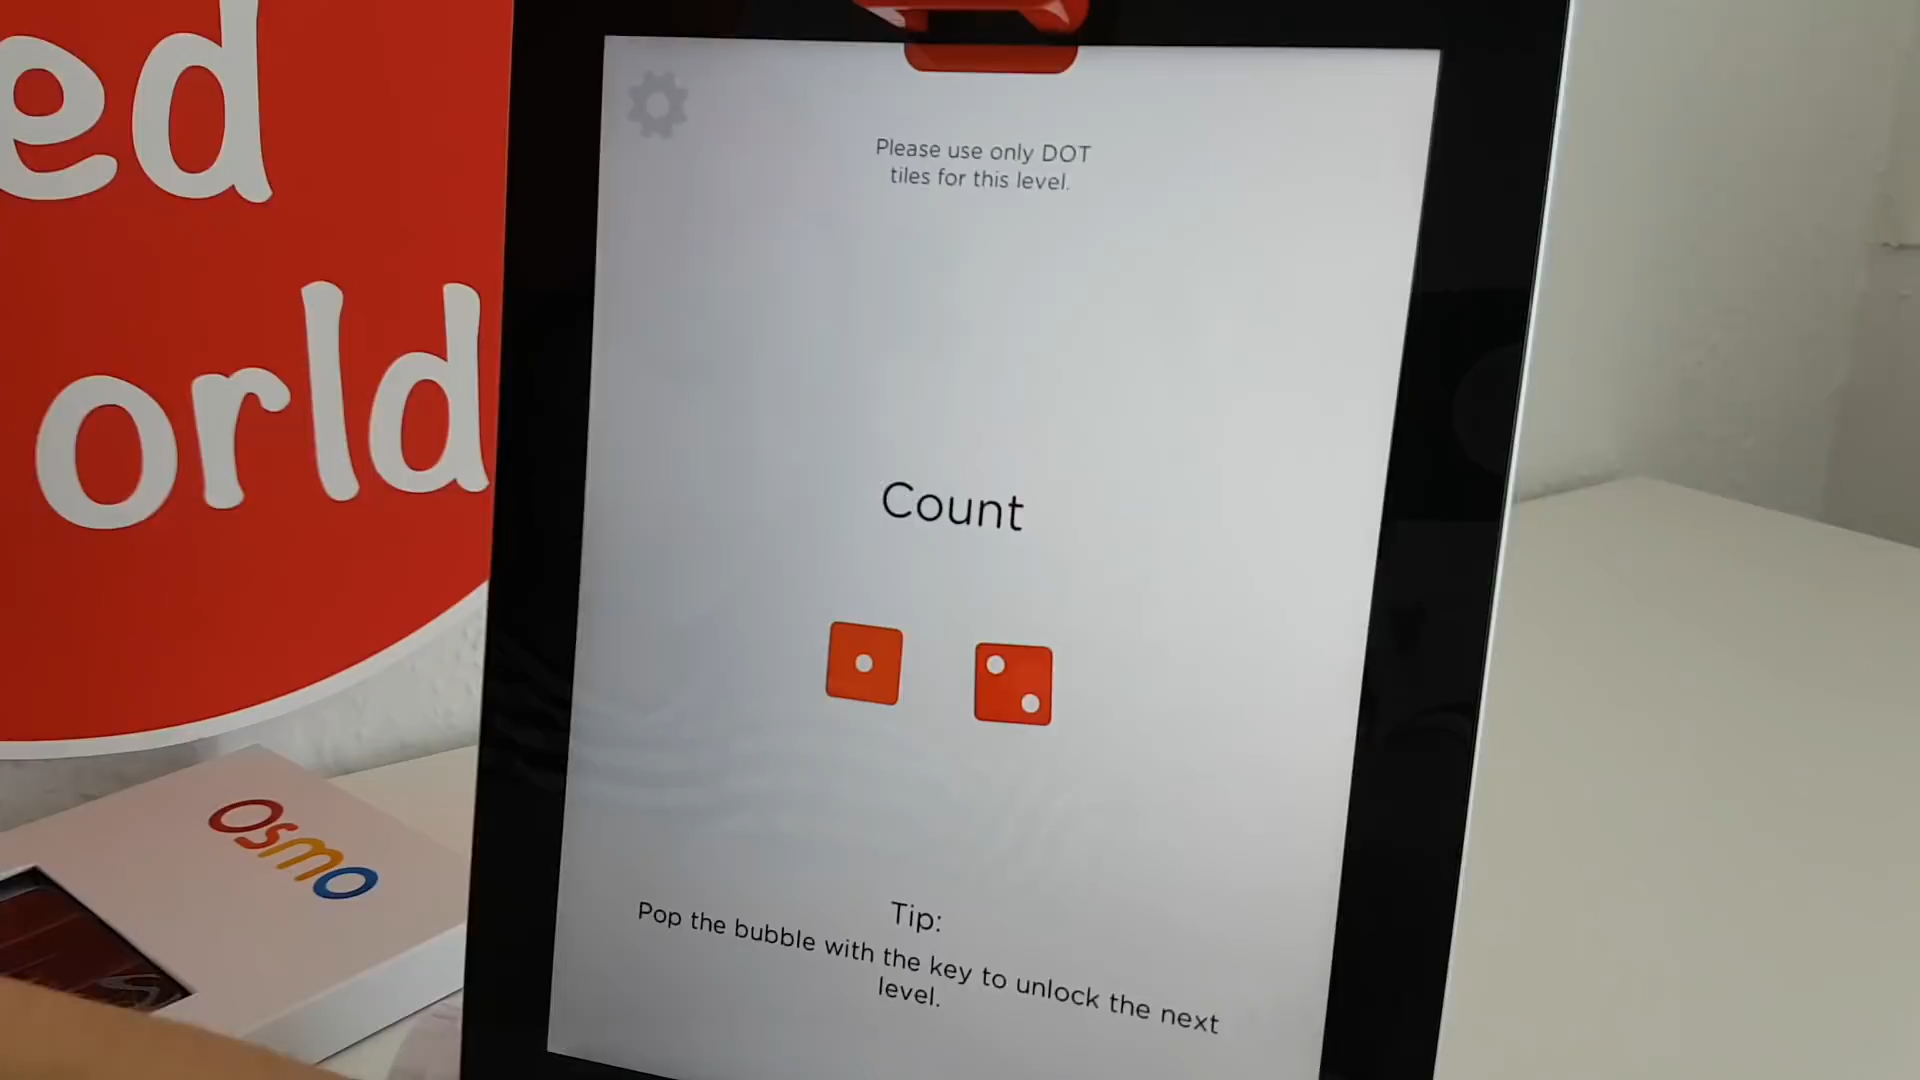 ed
orld
osmo
Please use only DOT
tiles for this level.
Count
Tip:
Pop the bubble with the key to unlock the next
level.